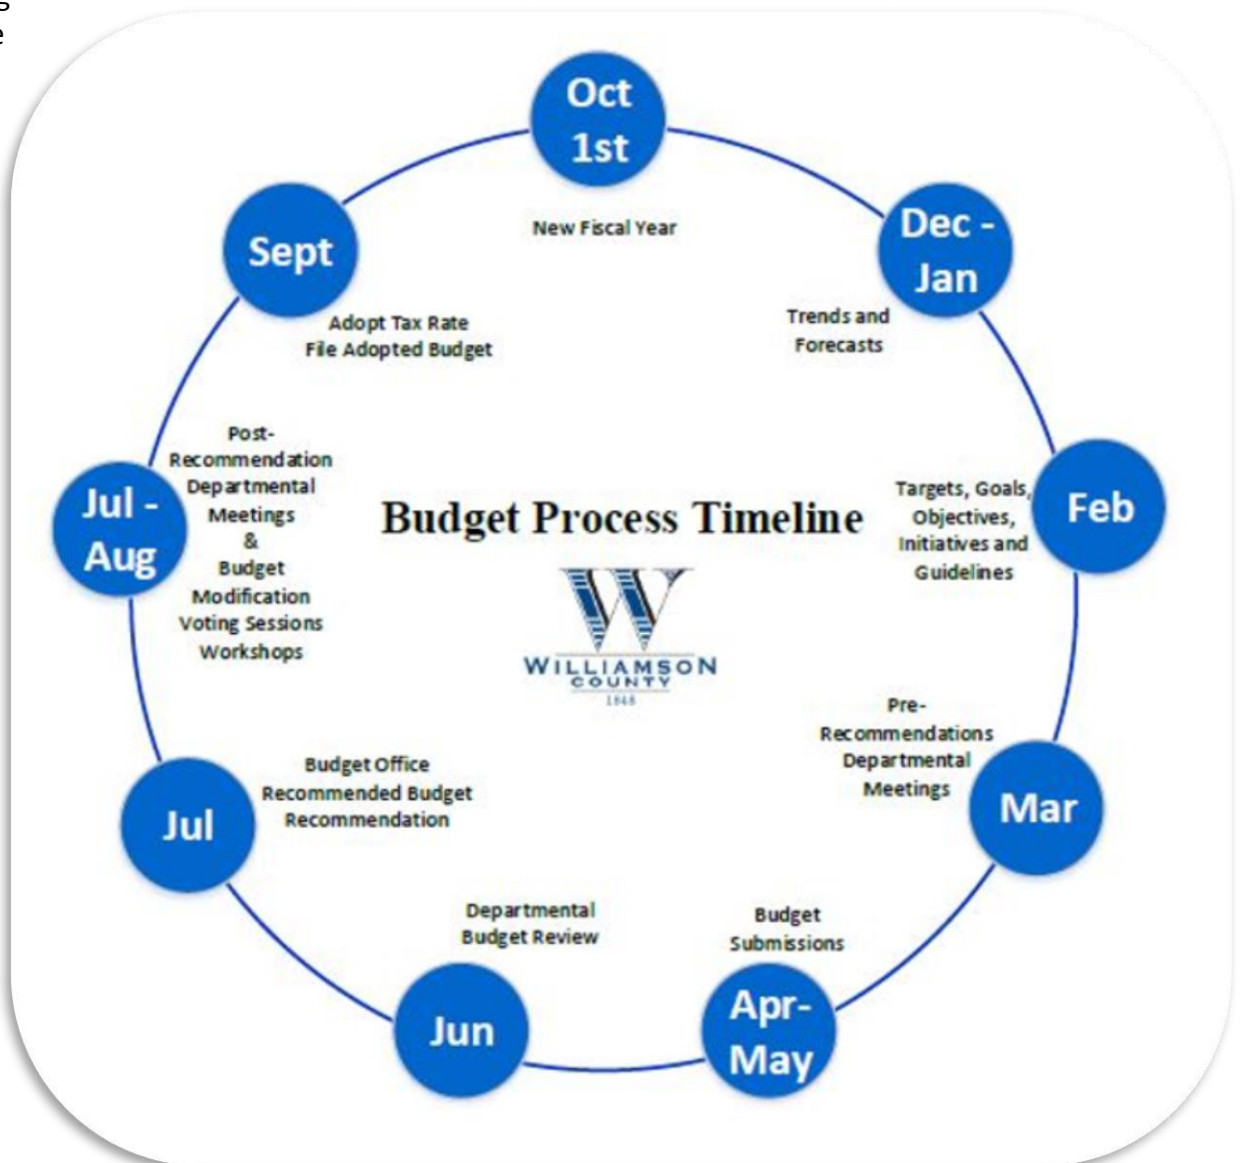 Oct
1st
New Fiscal Year
Dec -
Jan
Trends and
Forecasts
Feb
Targets, Goals,
Objectives,
Initiatives and
Guidelines
Mar
Pre-
Recommendations
Departmental
Meetings
Apr-
May
Budget
Submissions
Jun
Departmental
Budget Review
Jul
Budget Office
Recommended Budget
Recommendation
Jul -
Aug
Post-
Recommendation
Departmental
Meetings
&
Budget
Modification
Voting Sessions
Workshops
Sept
Adopt Tax Rate
File Adopted Budget
Budget Process Timeline
WILLIAMSON
COUNTY
1848